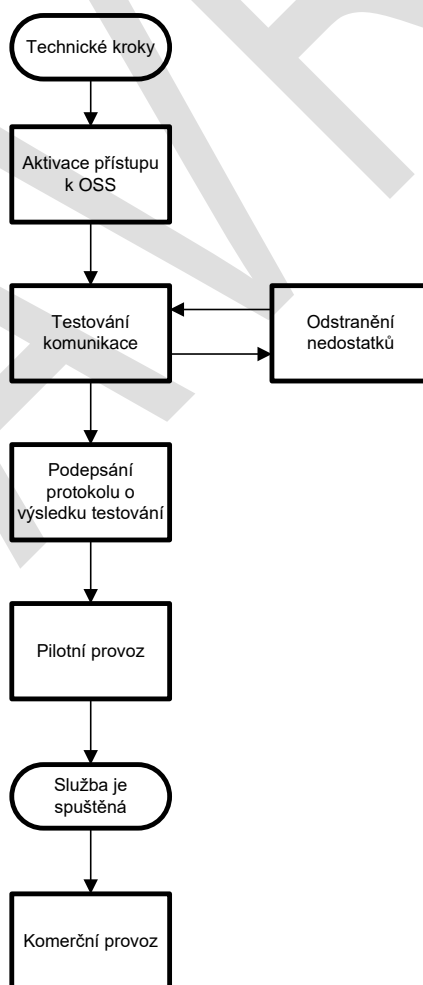 Technické kroky
Aktivace přístupu
k OSS
Testování
komunikace
Odstranění
nedostatků
Podepsání
protokolu o
výsledku testování
Pilotní provoz
Služba je
spuštěná
Komerční provoz